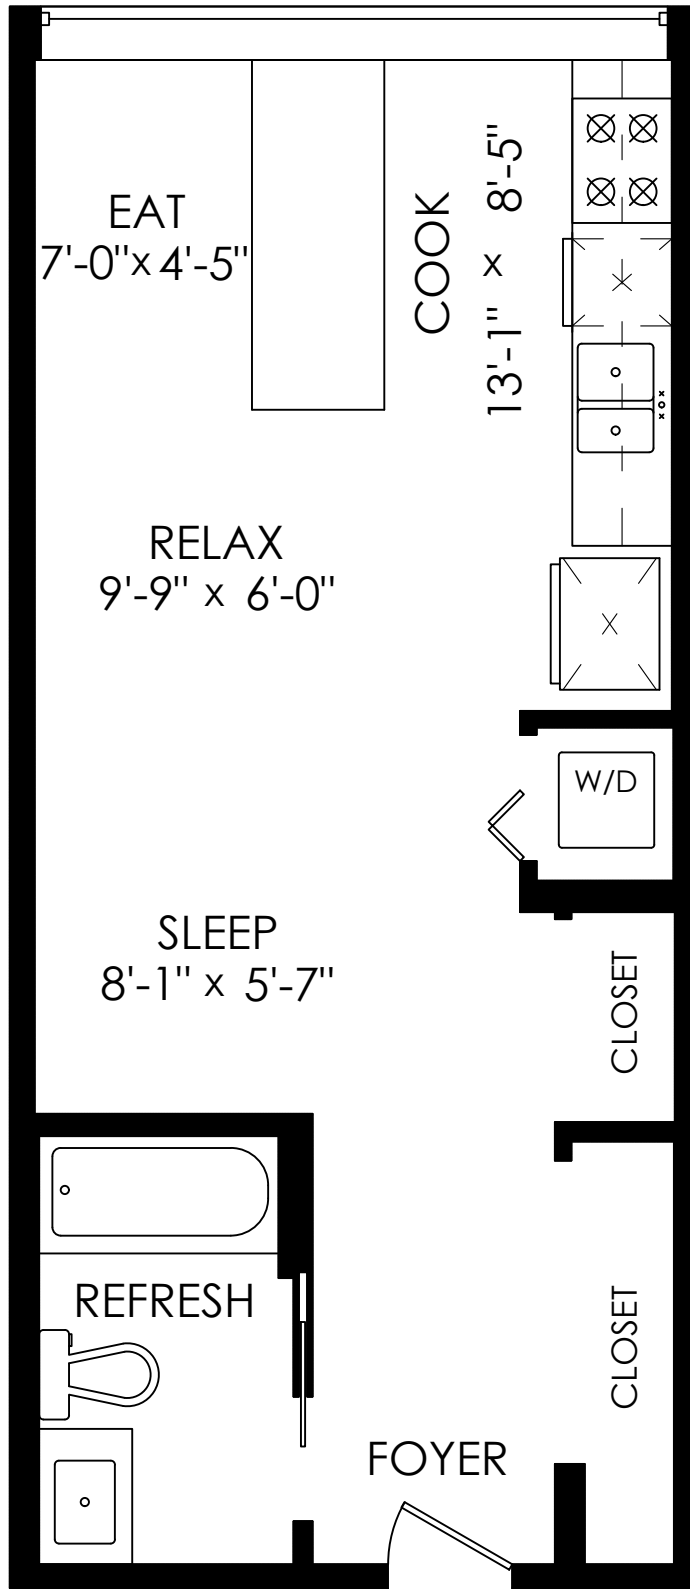 EAT
7'-0"x 4'-5"
COOK
13'-1" x 8'-5"
RELAX
9'-9" x 6'-0"
W/D
SLEEP
8'-1" x 5'-7"
CLOSET
REFRESH
CLOSET
FOYER